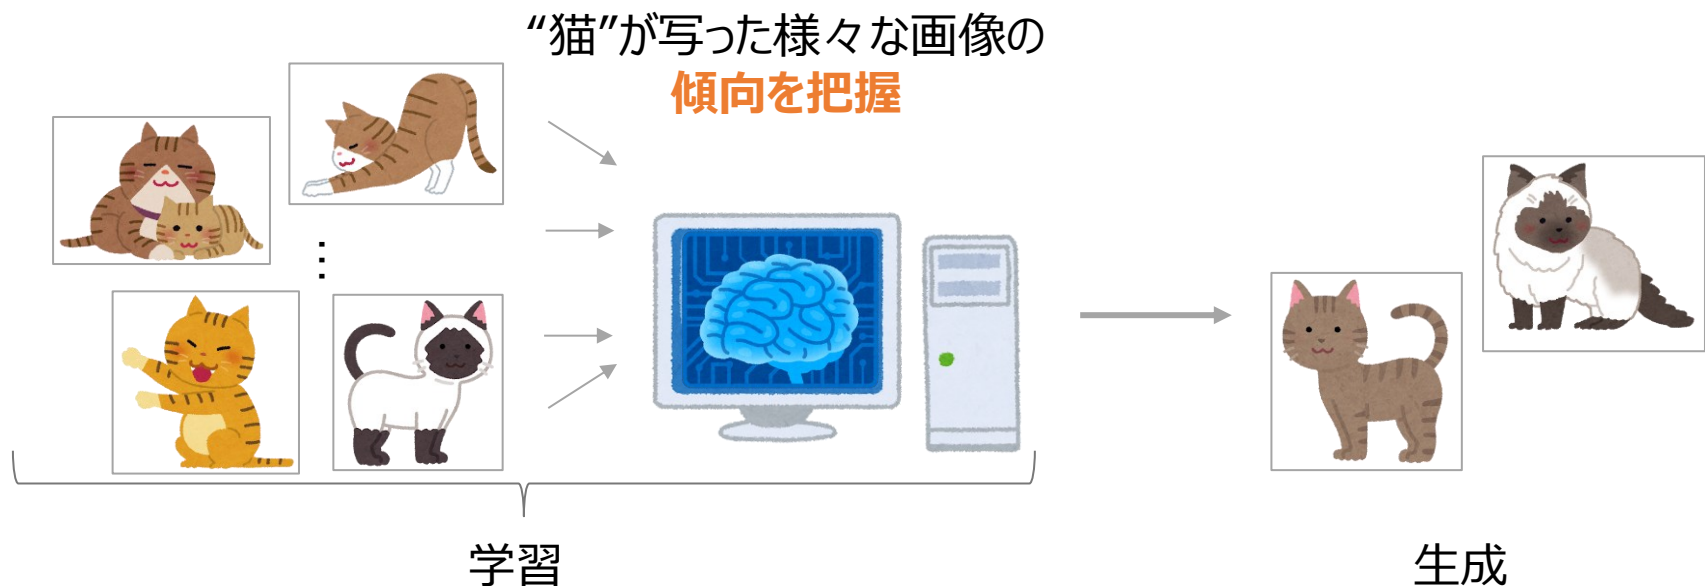 “猫”が写った様々な画像の
傾向を把握
⋮
学習
生成